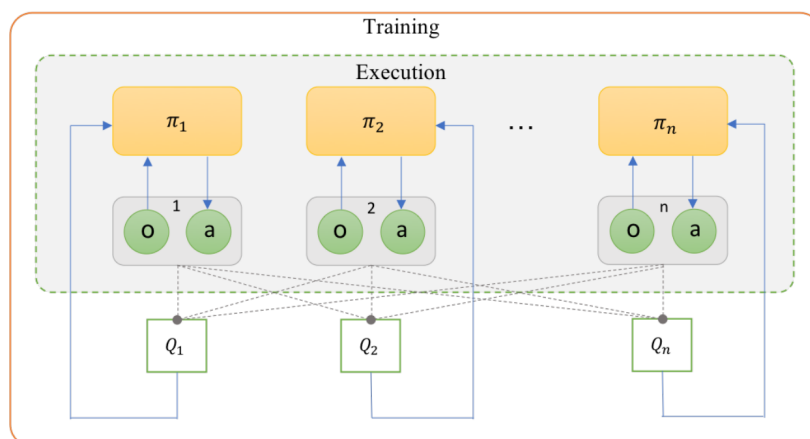 Training
Execution
π₁ π₂ ... πₙ
1 2 n
o a o a o a
Q₁ Q₂ Qₙ